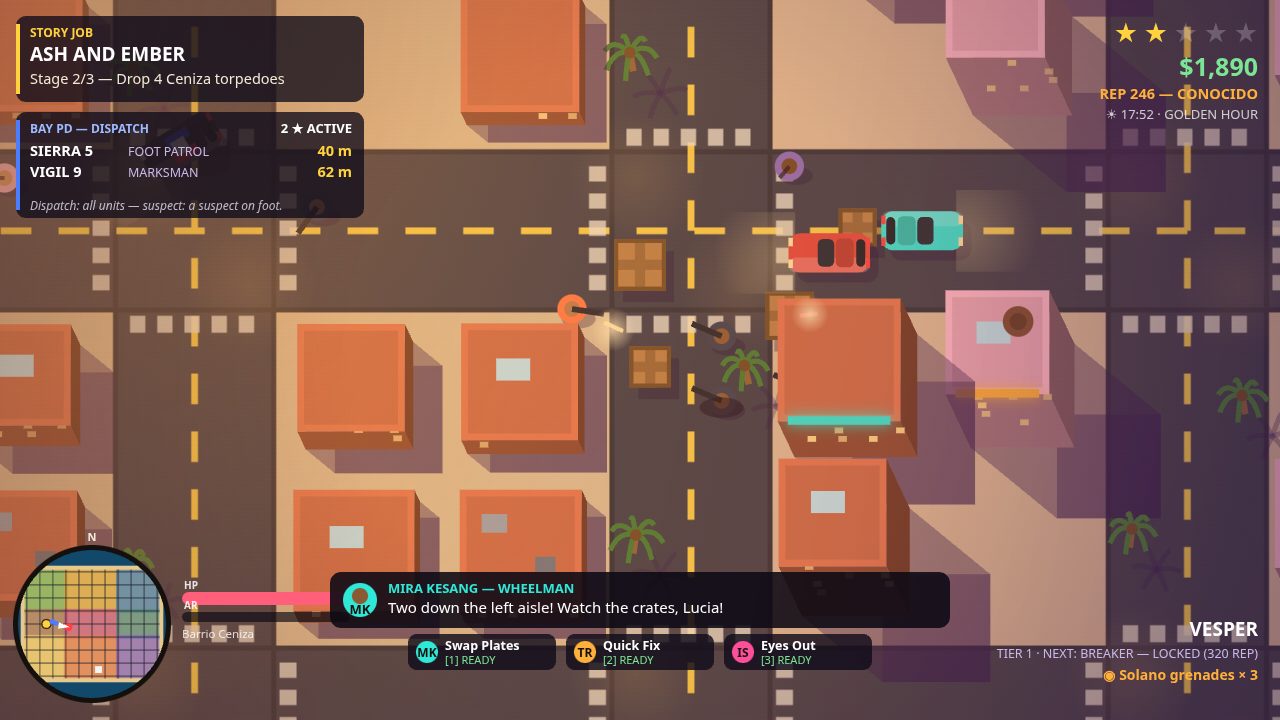 STORY JOB
ASH AND EMBER
Stage 2/3 — Drop 4 Ceniza torpedoes
BAY PD — DISPATCH 2 ★ ACTIVE
SIERRA 5 FOOT PATROL 40 m
VIGIL 9 MARKSMAN 62 m
Dispatch: all units — suspect: a suspect on foot.
★ ★ ★ ★ ★
$1,890
REP 246 — CONOCIDO
☀ 17:52 · GOLDEN HOUR
N
HP
AR
Barrio Ceniza
MK
MIRA KESANG — WHEELMAN
Two down the left aisle! Watch the crates, Lucia!
MK Swap Plates
[1] READY
TR Quick Fix
[2] READY
IS Eyes Out
[3] READY
VESPER
TIER 1 · NEXT: BREAKER — LOCKED (320 REP)
◉ Solano grenades × 3